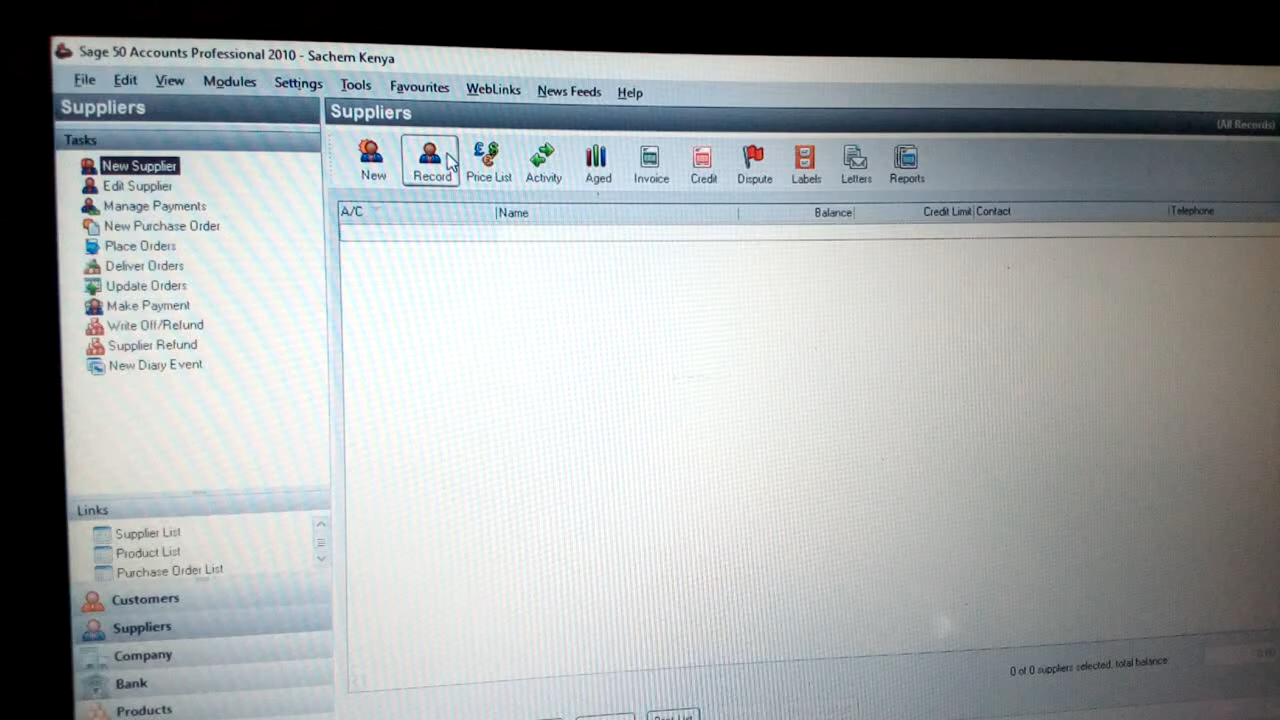 Sage 50 Accounts Professional 2010 - Sachem Kenya
File Edit View Modules Settings Tools Favourites WebLinks News Feeds Help
Suppliers
Suppliers
(All Records)
Tasks
New Supplier
Edit Supplier
Manage Payments
New Purchase Order
Place Orders
Deliver Orders
Update Orders
Make Payment
Write Off/Refund
Supplier Refund
New Diary Event
New Record Price List Activity Aged Invoice Credit Dispute Labels Letters Reports
A/C Name Balance Credit Limit Contact Telephone
Links
Supplier List
Product List
Purchase Order List
Customers
Suppliers
Company
Bank
Products
0 of 0 suppliers selected, total balance